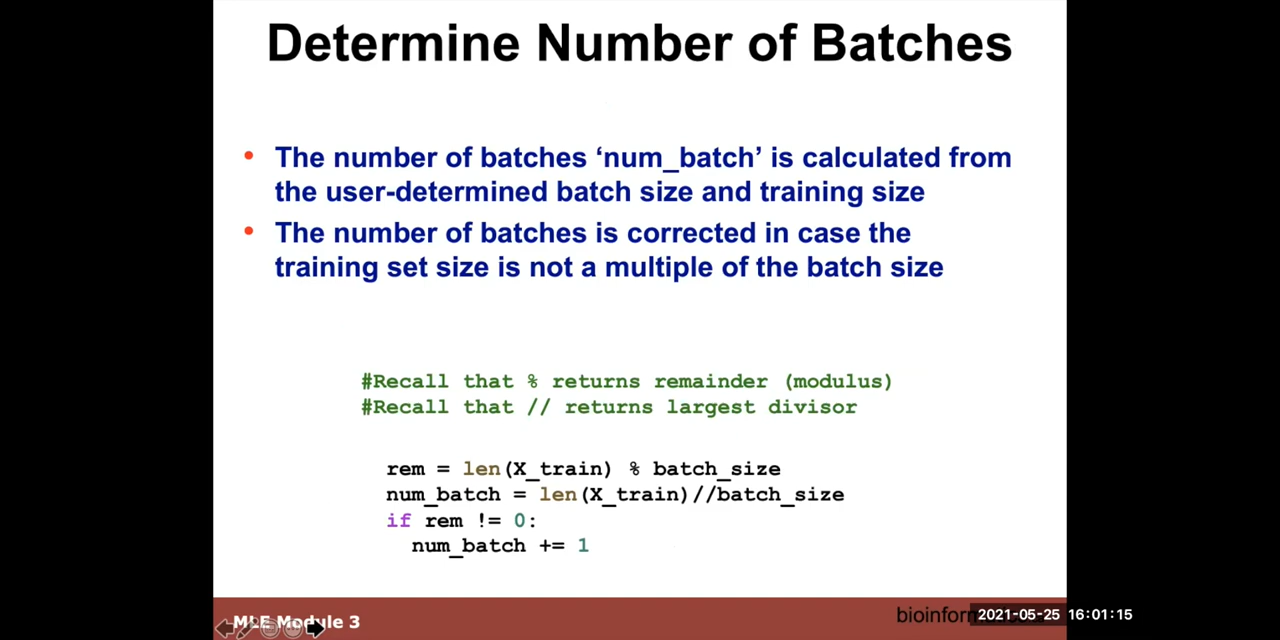 Determine Number of Batches
• The number of batches ‘num_batch’ is calculated from
the user-determined batch size and training size
• The number of batches is corrected in case the
training set size is not a multiple of the batch size
#Recall that % returns remainder (modulus)
#Recall that // returns largest divisor
rem = len(X_train) % batch_size
num_batch = len(X_train)//batch_size
if rem != 0:
num_batch += 1
MLE Module 3
2021-05-25 16:01:15